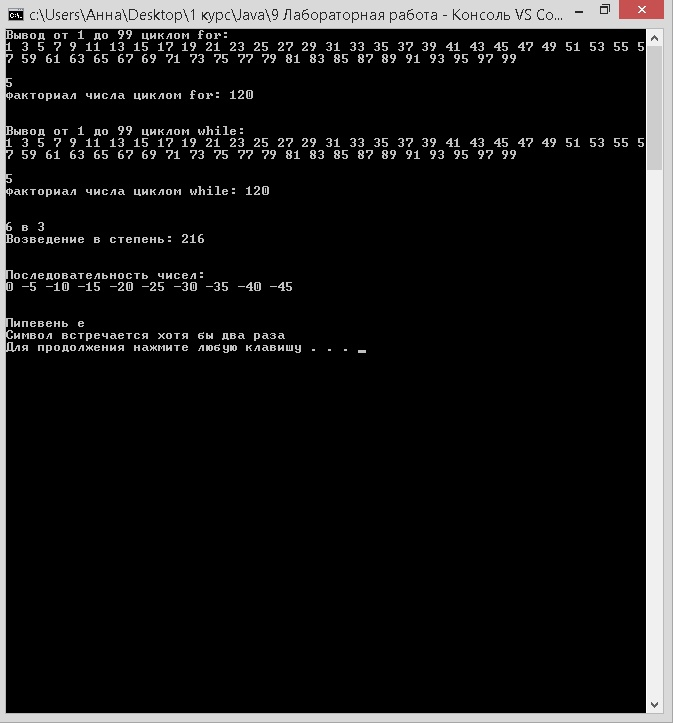 c:\Users\Анна\Desktop\1 курс\Java\9 Лабораторная работа - Консоль VS Co...
Вывод от 1 до 99 циклом for:
1 3 5 7 9 11 13 15 17 19 21 23 25 27 29 31 33 35 37 39 41 43 45 47 49 51 53 55 5
7 59 61 63 65 67 69 71 73 75 77 79 81 83 85 87 89 91 93 95 97 99
5
факториал числа циклом for: 120
Вывод от 1 до 99 циклом while:
1 3 5 7 9 11 13 15 17 19 21 23 25 27 29 31 33 35 37 39 41 43 45 47 49 51 53 55 5
7 59 61 63 65 67 69 71 73 75 77 79 81 83 85 87 89 91 93 95 97 99
5
факториал числа циклом while: 120
6 в 3
Возведение в степень: 216
Последовательность чисел:
0 -5 -10 -15 -20 -25 -30 -35 -40 -45
Пипевень е
Символ встречается хотя бы два раза
Для продолжения нажмите любую клавишу . . .